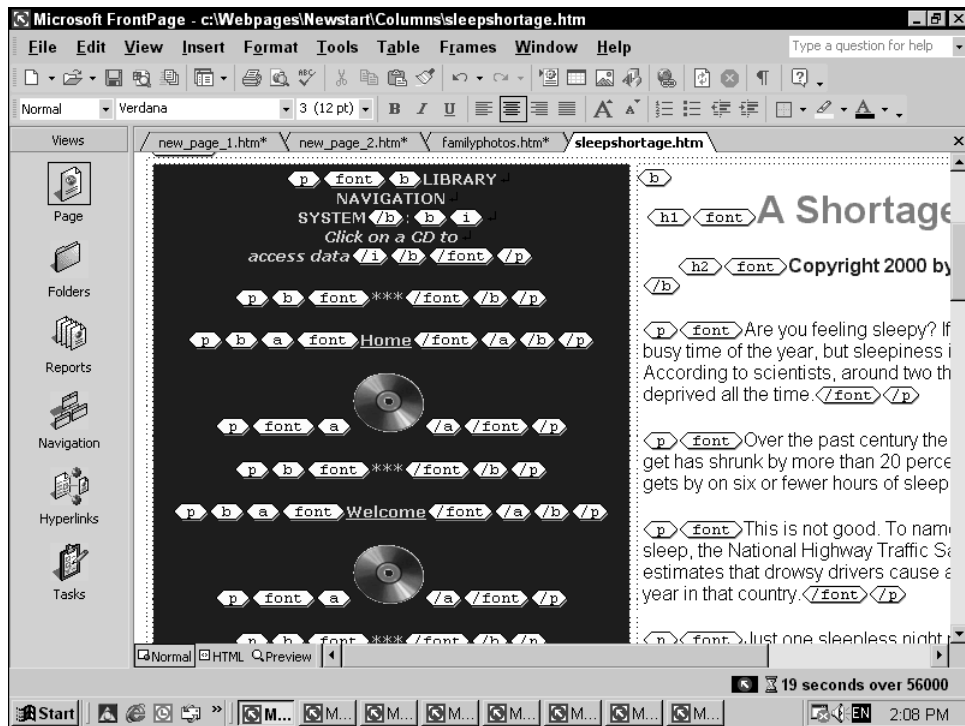 Microsoft FrontPage - c:\Webpages\Newstart\Columns\sleepshortage.htm
File Edit View Insert Format Tools Table Frames Window Help
Type a question for help
Normal Verdana 3 (12 pt) B I U A A A
Views
new_page_1.htm* new_page_2.htm* familyphotos.htm* sleepshortage.htm
Page
Folders
Reports
Navigation
Hyperlinks
Tasks
p font b LIBRARY
NAVIGATION
SYSTEM /b : b i
Click on a CD to
access data /i /b /font /p
p b font *** /font /b /p
p b a font Home /font /a /b /p
p font a /a /font /p
p b font *** /font /b /p
p b a font Welcome /font /a /b /p
p font a /a /font /p
p b font *** /font /b /p
b
h1 font A Shortage
h2 font Copyright 2000 by
/b
p font Are you feeling sleepy? If
busy time of the year, but sleepiness i
According to scientists, around two th
deprived all the time. /font /p
p font Over the past century the
get has shrunk by more than 20 perce
gets by on six or fewer hours of sleep
p font This is not good. To name
sleep, the National Highway Traffic Sa
estimates that drowsy drivers cause a
year in that country. /font /p
p font Just one sleepless night
Normal HTML Preview
19 seconds over 56000
Start » M... M... M... M... M... M... M... M... EN 2:08 PM